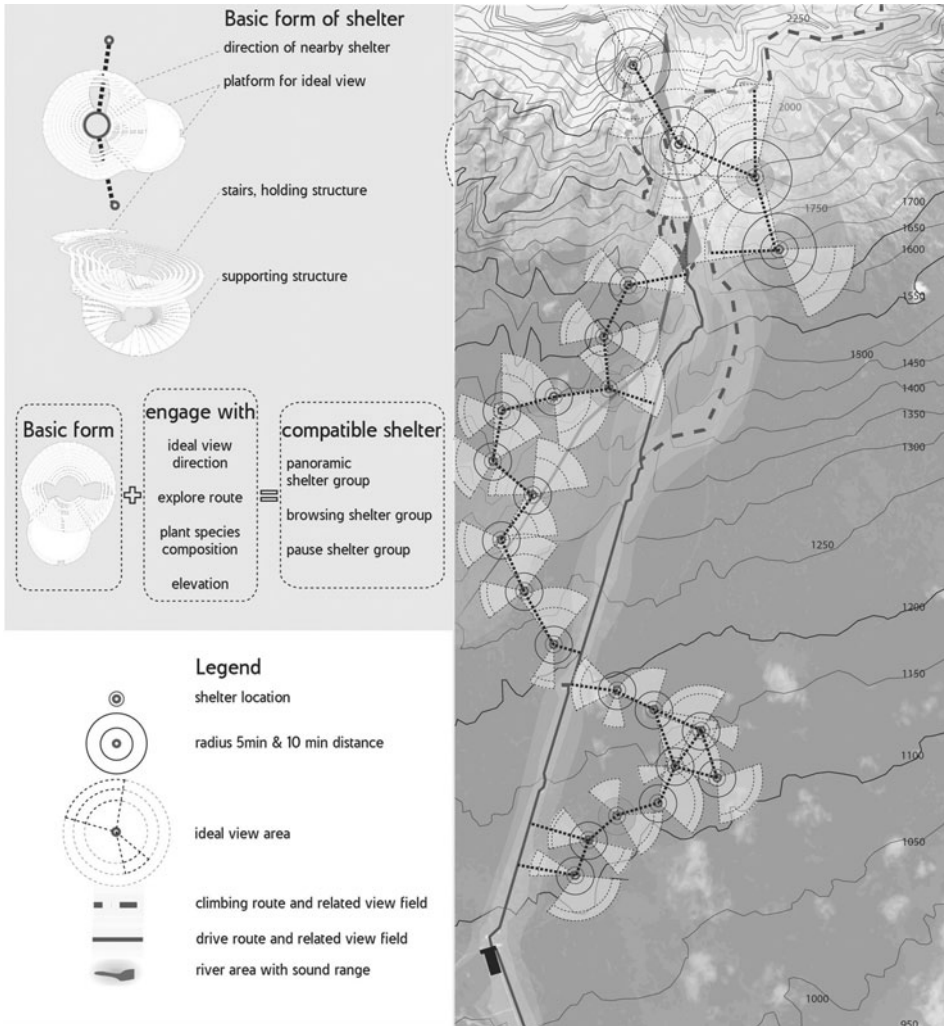 Basic form of shelter
direction of nearby shelter
platform for ideal view
stairs, holding structure
supporting structure
Basic form
engage with
ideal view
direction
explore route
plant species
composition
elevation
compatible shelter
panoramic
shelter group
browsing shelter group
pause shelter group
Legend
shelter location
radius 5min & 10 min distance
ideal view area
climbing route and related view field
drive route and related view field
river area with sound range
2250
2000
1750
1700
1650
1600
1550
1500
1450
1400
1350
1300
1250
1200
1150
1100
1050
1000
950